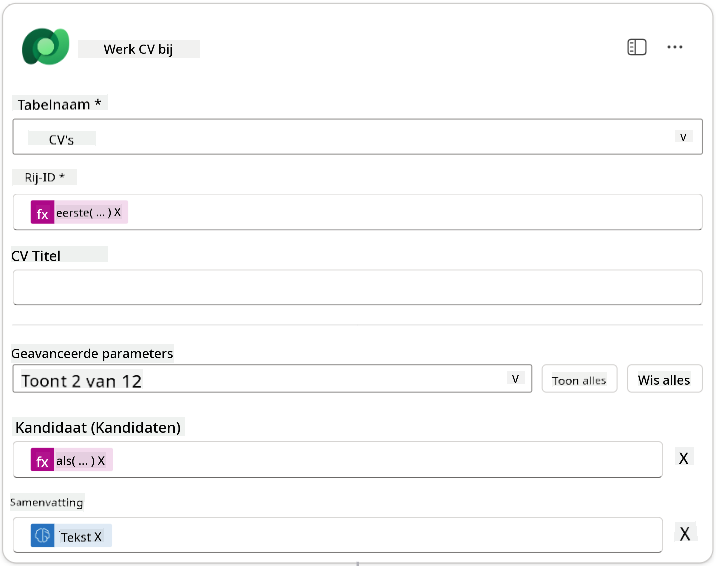 Werk CV bij
Tabelnaam *
CV's
v
Rij-ID *
fx eerste( ... ) X
CV Titel
Geavanceerde parameters
Toont 2 van 12
v
Toon alles
Wis alles
Kandidaat (Kandidaten)
fx als( ... ) X
X
Samenvatting
Tekst X
X